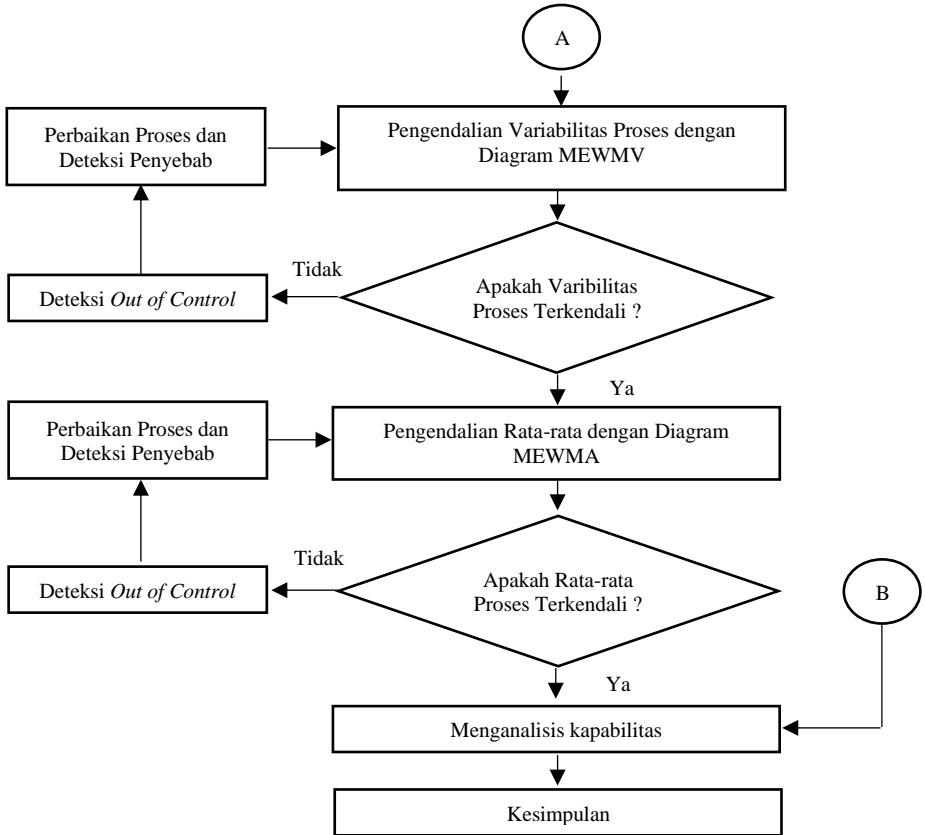 A
Perbaikan Proses dan
Deteksi Penyebab
Pengendalian Variabilitas Proses dengan
Diagram MEWMV
Tidak
Deteksi Out of Control
Apakah Varibilitas
Proses Terkendali ?
Ya
Perbaikan Proses dan
Deteksi Penyebab
Pengendalian Rata-rata dengan Diagram
MEWMA
Tidak
Deteksi Out of Control
Apakah Rata-rata
Proses Terkendali ?
B
Ya
Menganalisis kapabilitas
Kesimpulan